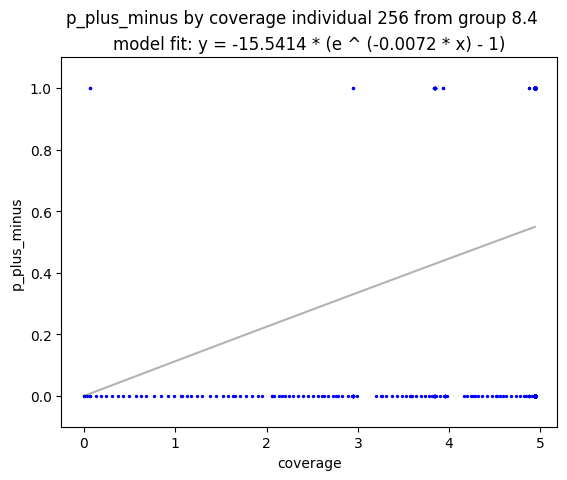 p_plus_minus by coverage individual 256 from group 8.4
model fit: y = -15.5414 * (e ^ (-0.0072 * x) - 1)
1.0
0.8
0.6
0.4
0.2
0.0
p_plus_minus
0 1 2 3 4 5
coverage